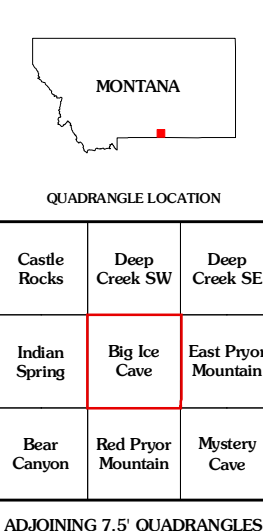 MONTANA
QUADRANGLE LOCATION
Castle
Rocks
Deep
Creek SW
Deep
Creek SE
Indian
Spring
Big Ice
Cave
East Pryor
Mountain
Bear
Canyon
Red Pryor
Mountain
Mystery
Cave
ADJOINING 7.5' QUADRANGLES